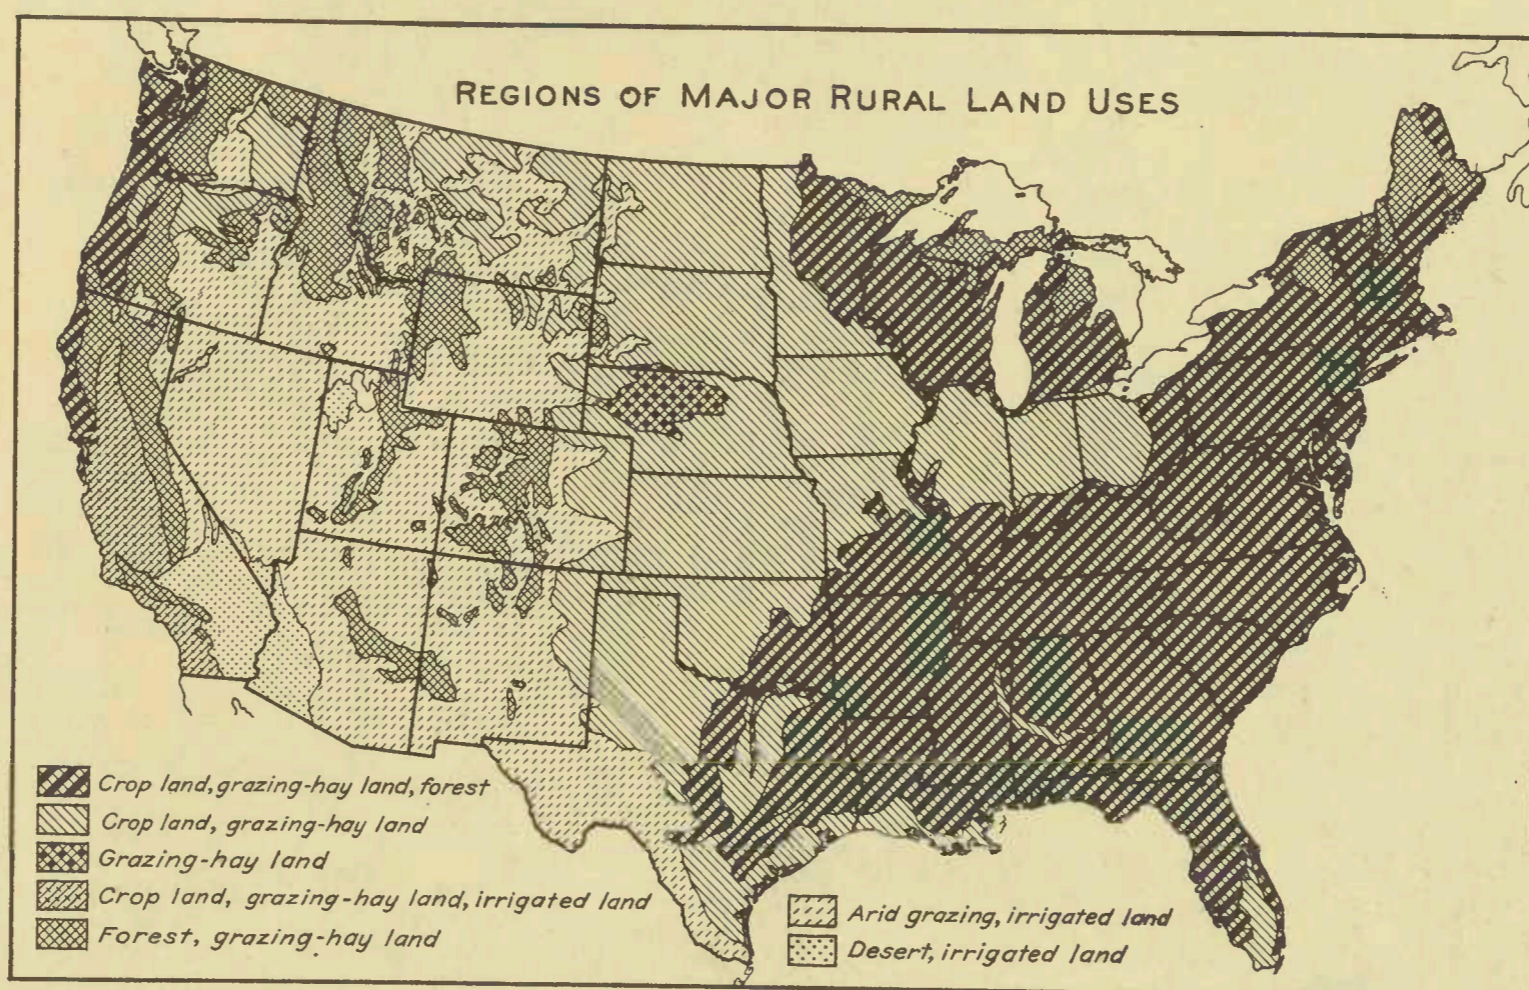 REGIONS OF MAJOR RURAL LAND USES
Crop land, grazing-hay land, forest
Crop land, grazing-hay land
Grazing-hay land
Crop land, grazing-hay land, irrigated land
Forest, grazing-hay land
Arid grazing, irrigated land
Desert, irrigated land